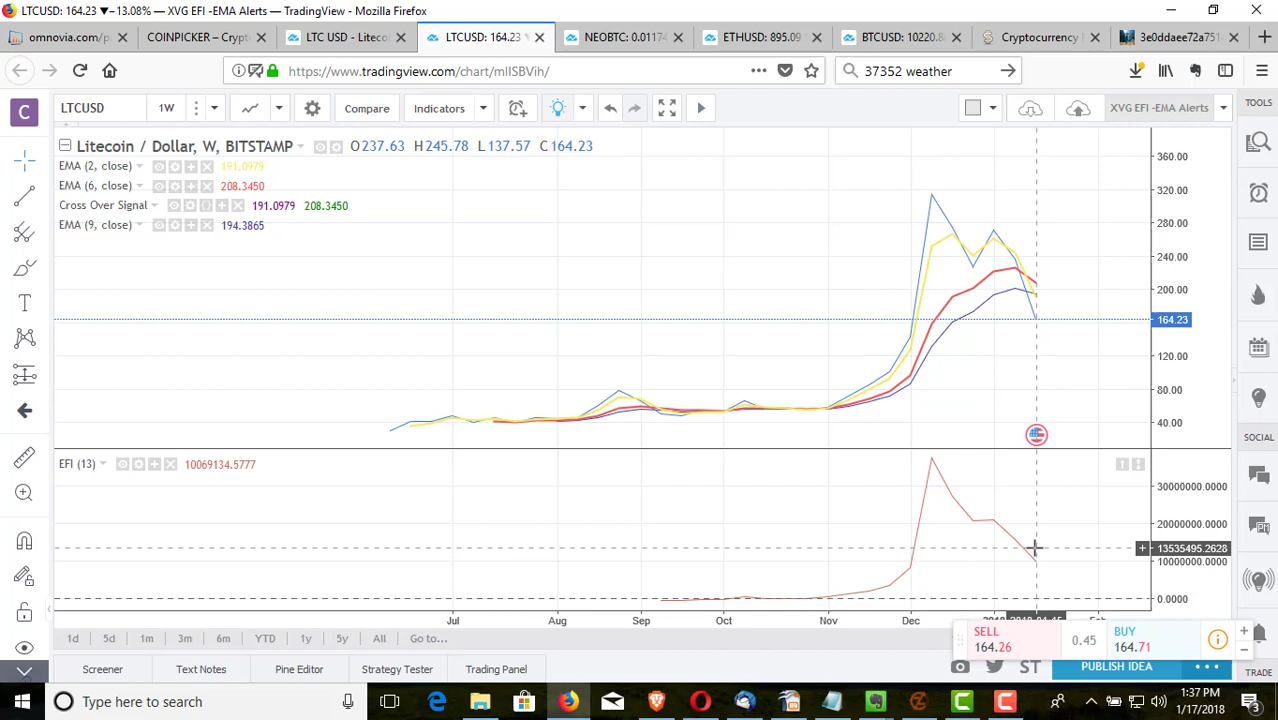 LTCUSD: 164.23 ▼−13.08% — XVG EFI -EMA Alerts — TradingView - Mozilla Firefox
omnovia.com/p
COINPICKER – Crypt
LTC USD - Liteco
LTCUSD: 164.23
NEOBTC: 0.01174
ETHUSD: 895.09
BTCUSD: 10220.8
Cryptocurrency
3e0ddaee72a751
https://www.tradingview.com/chart/mllSBVih/
37352 weather
C
LTCUSD
1W
Compare
Indicators
XVG EFI -EMA Alerts
TOOLS
Litecoin / Dollar, W, BITSTAMP
O237.63 H245.78 L137.57 C164.23
EMA (2, close) 191.0979
EMA (6, close) 208.3450
Cross Over Signal 191.0979 208.3450
EMA (9, close) 194.3865
360.00
320.00
280.00
240.00
200.00
164.23
120.00
80.00
40.00
SOCIAL
EFI (13) 10069134.5777
30000000.0000
20000000.0000
13535495.2628
10000000.0000
0.0000
Jul Aug Sep Oct Nov Dec
1d 5d 1m 3m 6m YTD 1y 5y All Go to...
SELL
164.26
0.45
BUY
164.71
Screener Text Notes Pine Editor Strategy Tester Trading Panel
ST
PUBLISH IDEA
TRADE
Type here to search
1:37 PM
1/17/2018
3